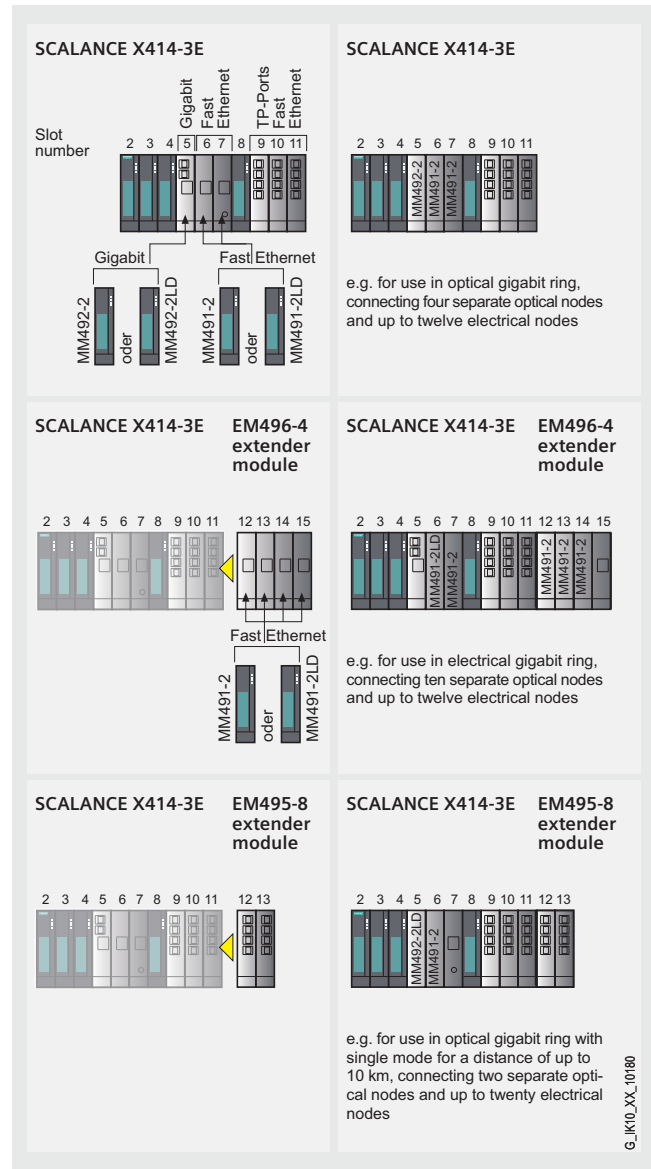 SCALANCE X414-3E
Gigabit
Fast
Ethernet
TP-Ports
Fast
Ethernet
Slot
number
2 3 4 5 6 7 8 9 10 11
Gigabit
Fast Ethernet
MM492-2
oder
MM492-2LD
MM491-2
oder
MM491-2LD
SCALANCE X414-3E
2 3 4 5 6 7 8 9 10 11
MM492-2
MM491-2
MM491-2
e.g. for use in optical gigabit ring,
connecting four separate optical nodes
and up to twelve electrical nodes
SCALANCE X414-3E
EM496-4
extender
module
2 3 4 5 6 7 8 9 10 11
12 13 14 15
Fast Ethernet
MM491-2
oder
MM491-2LD
SCALANCE X414-3E
EM496-4
extender
module
2 3 4 5 6 7 8 9 10 11 12 13 14 15
MM491-2LD
MM491-2
MM491-2
MM491-2
MM491-2
e.g. for use in electrical gigabit ring,
connecting ten separate optical nodes
and up to twelve electrical nodes
SCALANCE X414-3E
EM495-8
extender
module
2 3 4 5 6 7 8 9 10 11
12 13
SCALANCE X414-3E
EM495-8
extender
module
2 3 4 5 6 7 8 9 10 11 12 13
MM492-2LD
MM491-2
e.g. for use in optical gigabit ring with
single mode for a distance of up to
10 km, connecting two separate opti-
cal nodes and up to twenty electrical
nodes
G_IK10_XX_10180